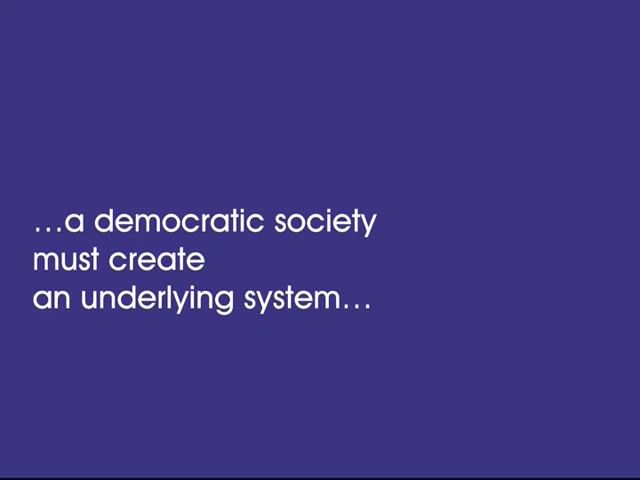 …a democratic society
must create
an underlying system…